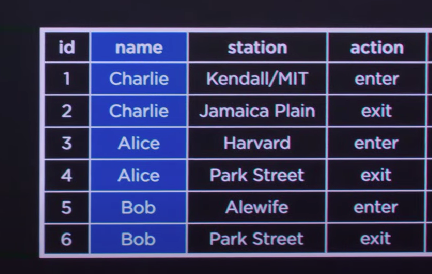 id name station action
1 Charlie Kendall/MIT enter
2 Charlie Jamaica Plain exit
3 Alice Harvard enter
4 Alice Park Street exit
5 Bob Alewife enter
6 Bob Park Street exit